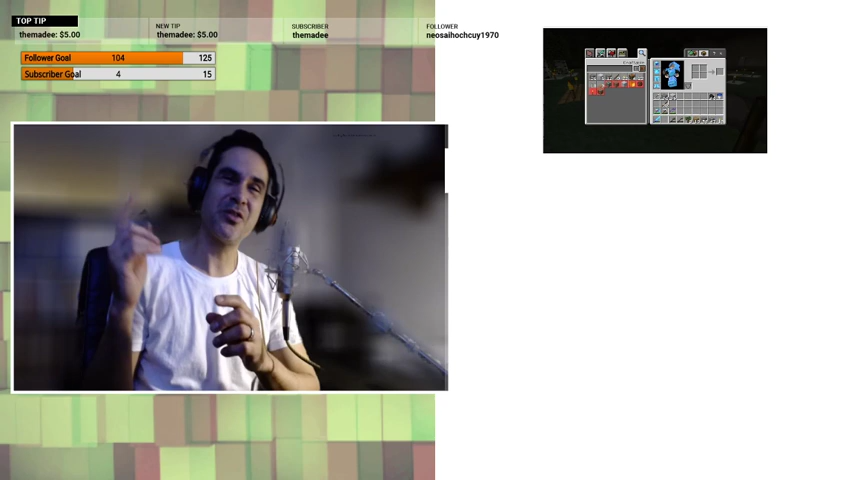 TOP TIP
themadee: $5.00
NEW TIP
themadee: $5.00
SUBSCRIBER
themadee
FOLLOWER
neosaihochcuy1970
Follower Goal 104 125
Subscriber Goal 4 15